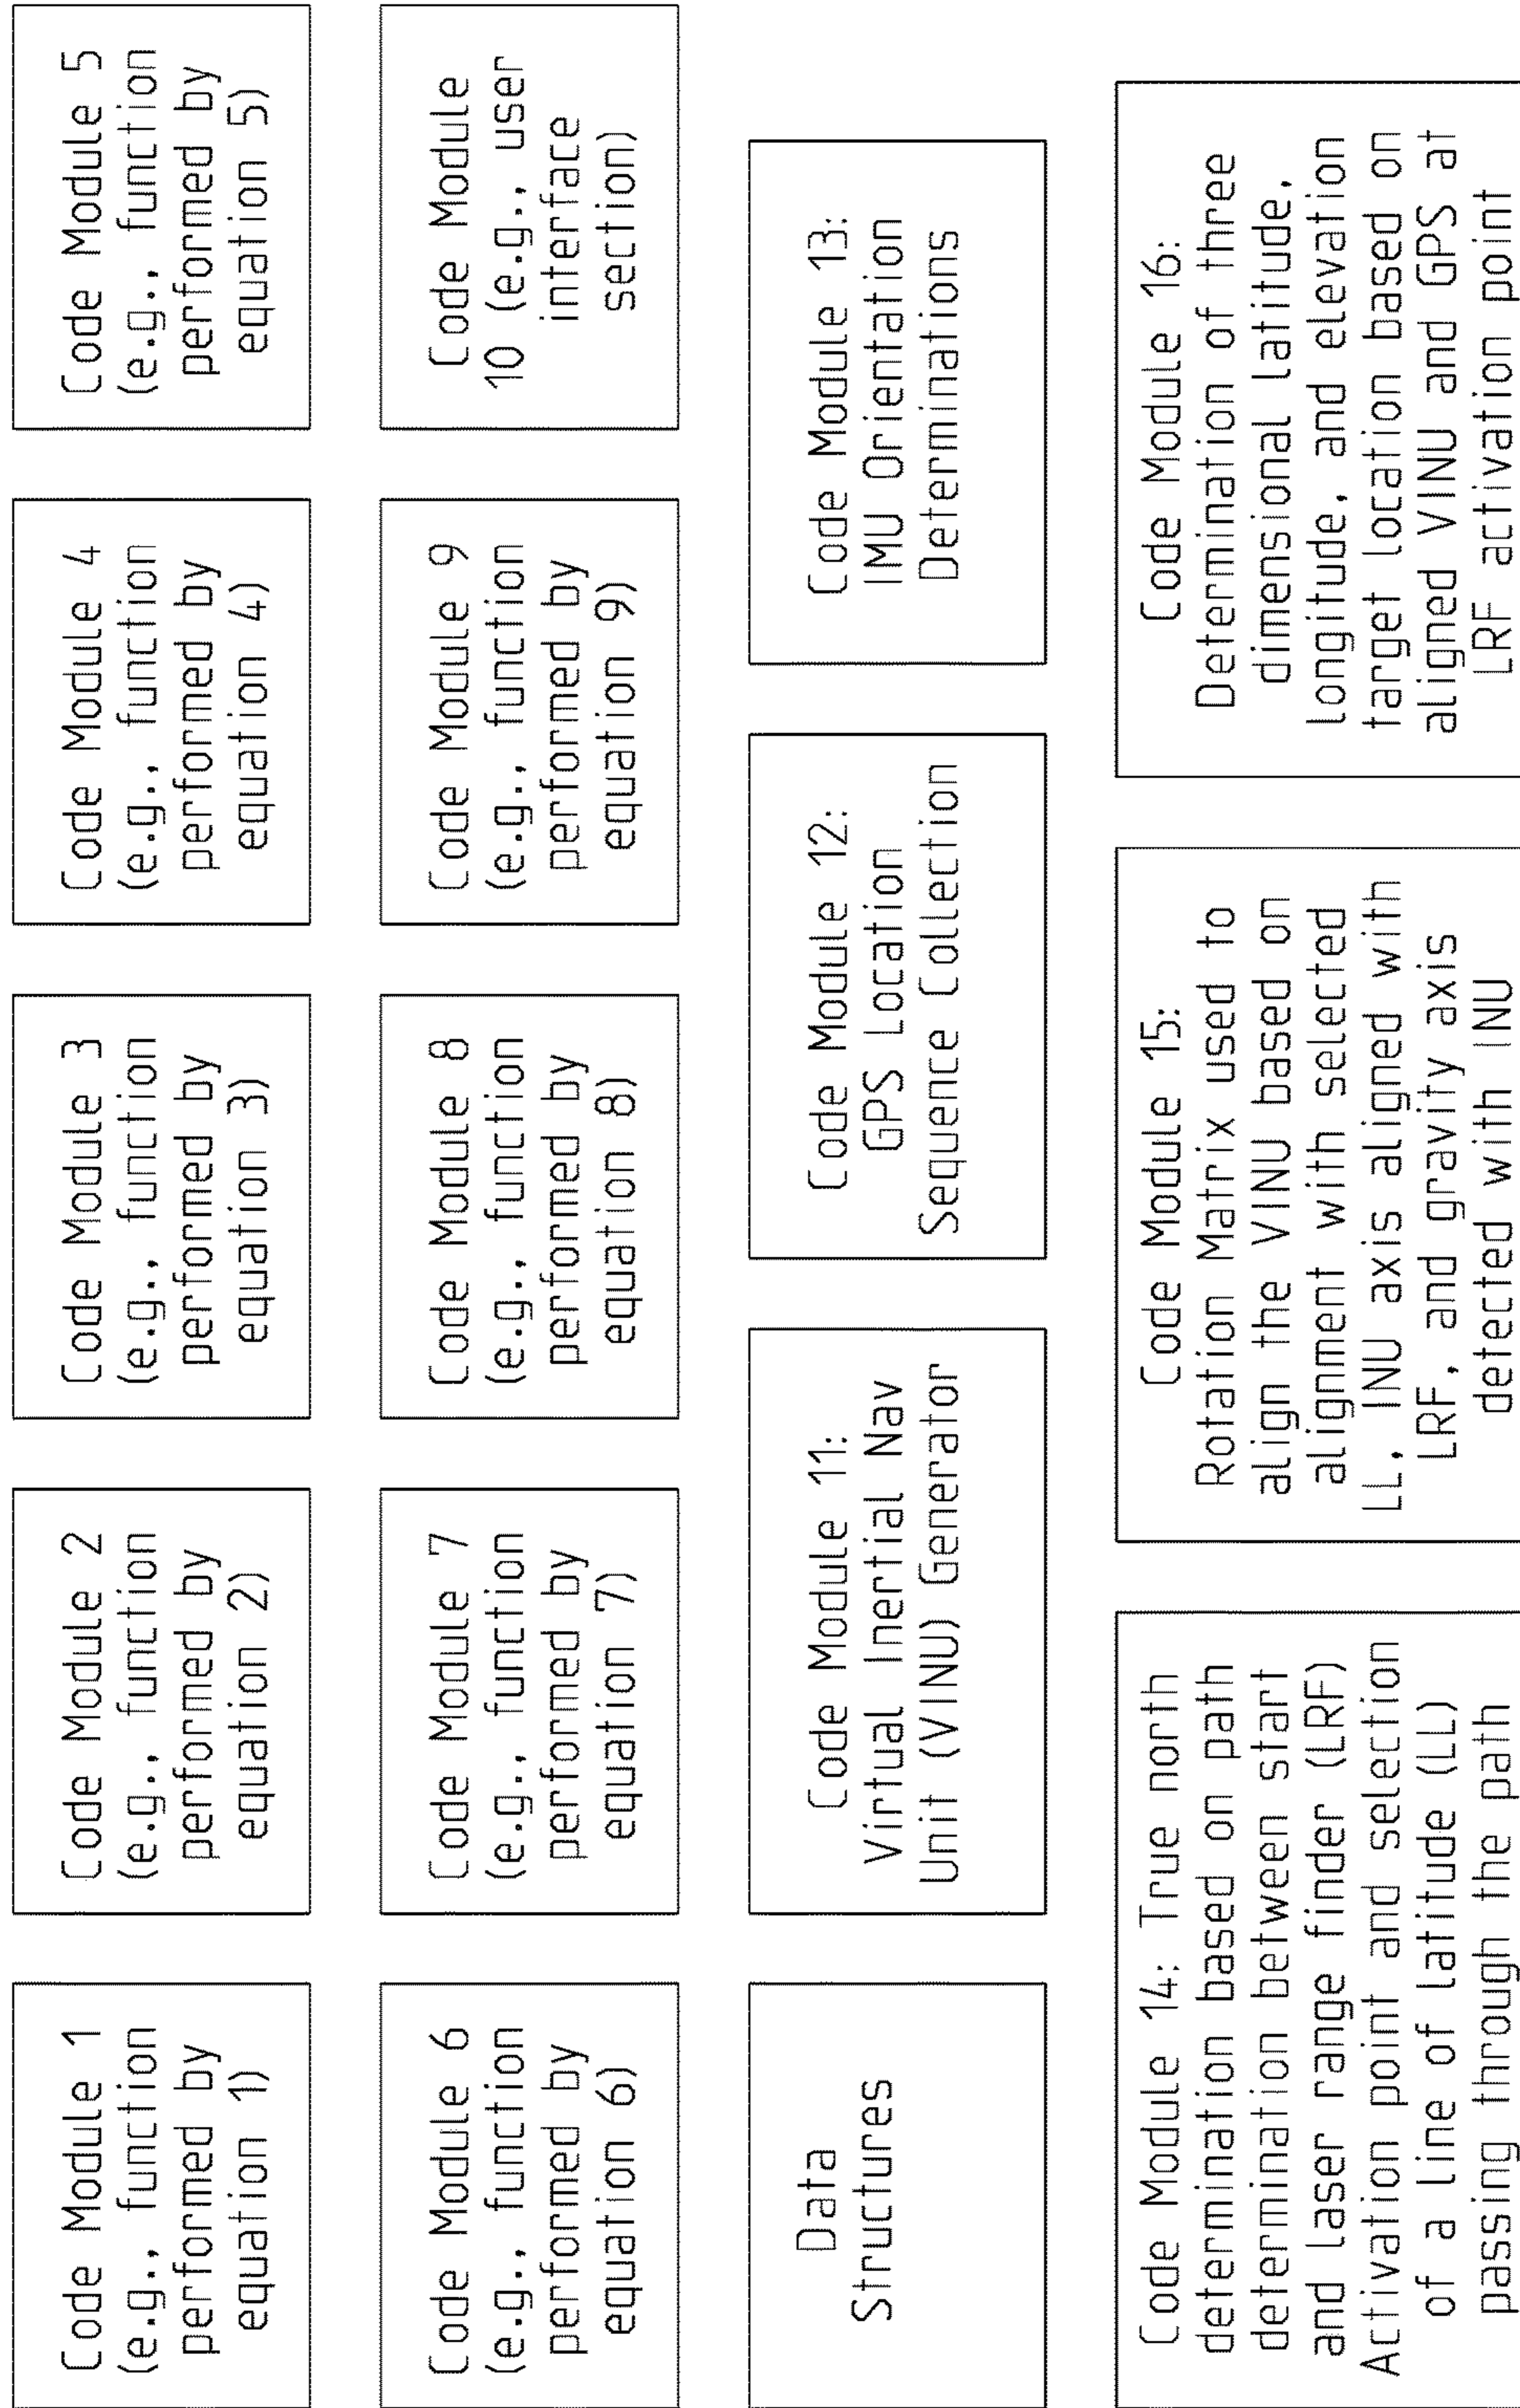 Code Module 1
(e.g., function
performed by
equation 1)
Code Module 2
(e.g., function
performed by
equation 2)
Code Module 3
(e.g., function
performed by
equation 3)
Code Module 4
(e.g., function
performed by
equation 4)
Code Module 5
(e.g., function
performed by
equation 5)
Code Module 6
(e.g., function
performed by
equation 6)
Code Module 7
(e.g., function
performed by
equation 7)
Code Module 8
(e.g., function
performed by
equation 8)
Code Module 9
(e.g., function
performed by
equation 9)
Code Module
10 (e.g., user
interface
section)
Data
Structures
Code Module 11:
Virtual Inertial Nav
Unit (VINU) Generator
Code Module 12:
GPS Location
Sequence Collection
Code Module 13:
IMU Orientation
Determinations
Code Module 14: True north
determination based on path
determination between start
and laser range finder (LRF)
Activation point and selection
of a line of latitude (LL)
passing through the path
Code Module 15:
Rotation Matrix used to
align the VINU based on
alignment with selected
LL, INU axis aligned with
LRF, and gravity axis
detected with INU
Code Module 16:
Determination of three
dimensional latitude,
longitude, and elevation
target location based on
aligned VINU and GPS at
LRF activation point